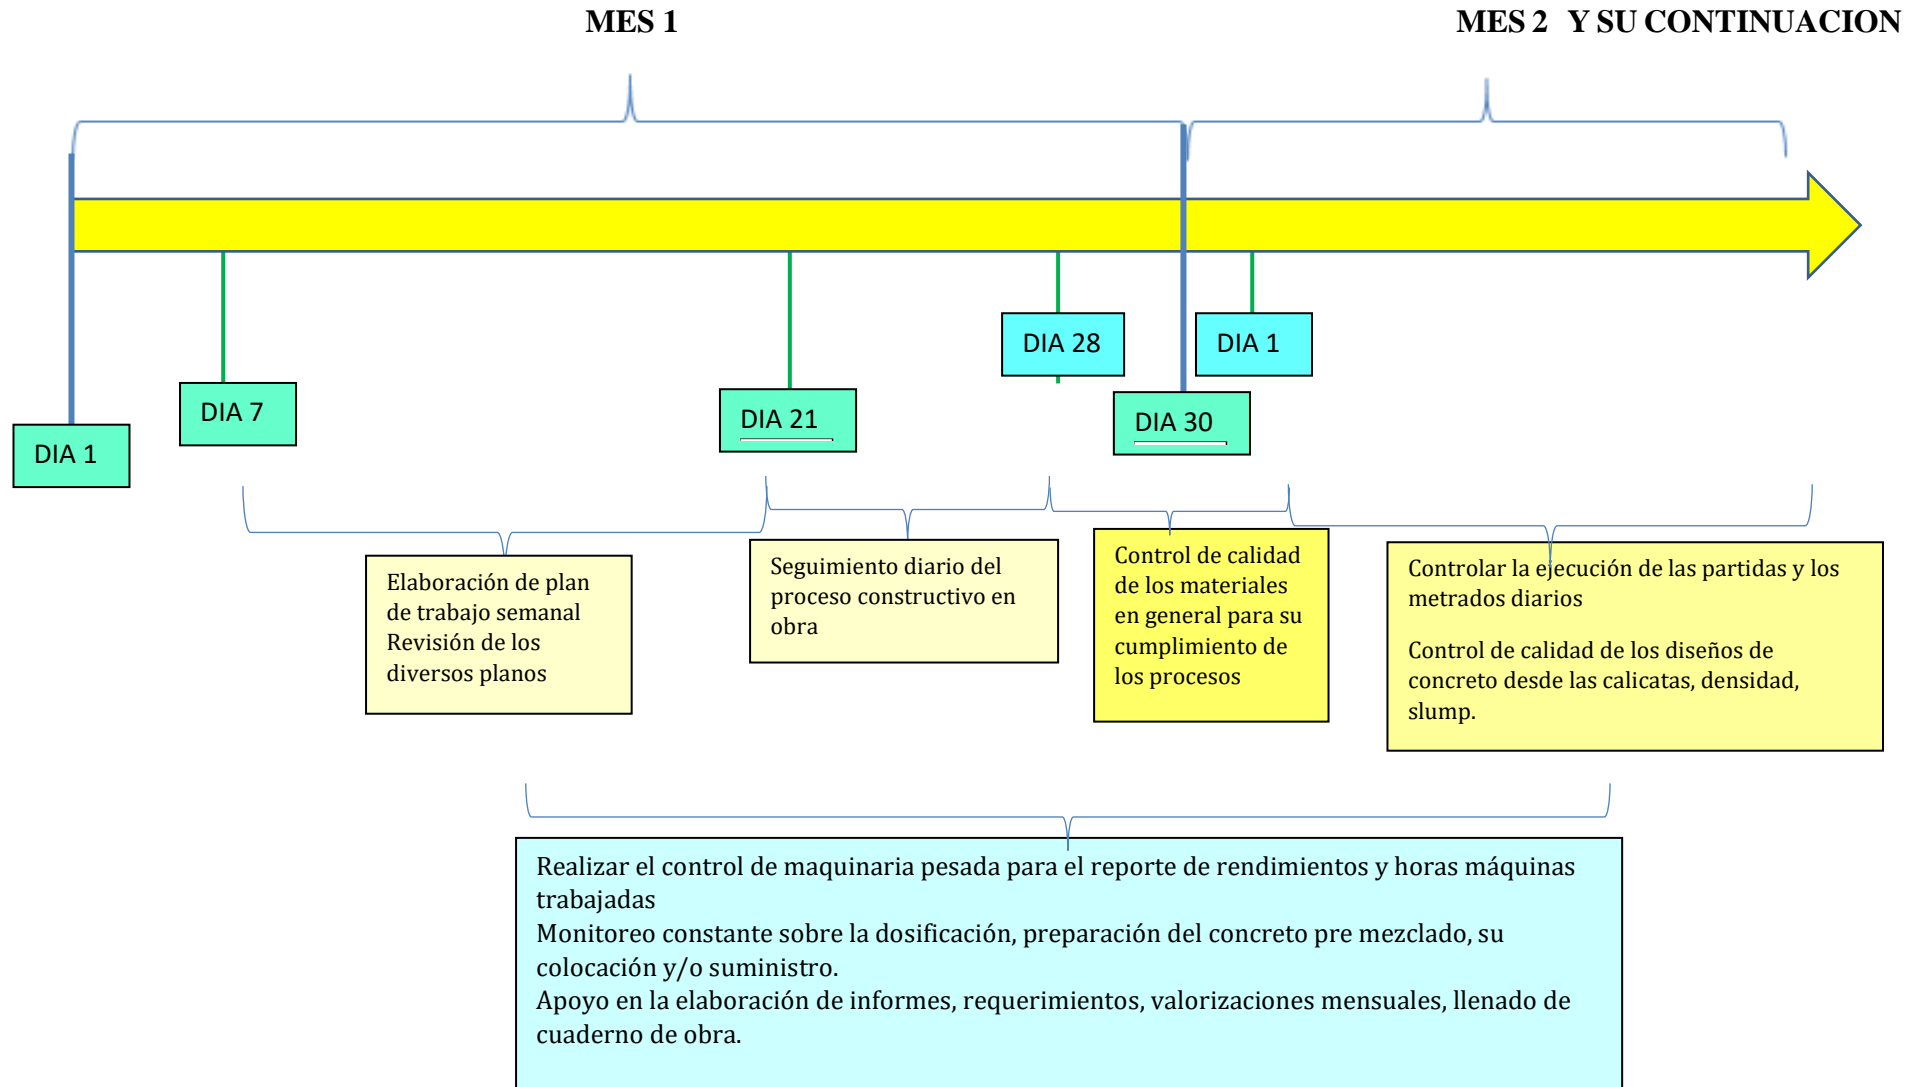 MES 1
MES 2 Y SU CONTINUACION
DIA 28
DIA 1
DIA 7
DIA 21
DIA 30
DIA 1
Elaboración de plan
de trabajo semanal
Revisión de los
diversos planos
Seguimiento diario del
proceso constructivo en
obra
Control de calidad
de los materiales
en general para su
cumplimiento de
los procesos
Controlar la ejecución de las partidas y los
metrados diarios
Control de calidad de los diseños de
concreto desde las calicatas, densidad,
slump.
Realizar el control de maquinaria pesada para el reporte de rendimientos y horas máquinas
trabajadas
Monitoreo constante sobre la dosificación, preparación del concreto pre mezclado, su
colocación y/o suministro.
Apoyo en la elaboración de informes, requerimientos, valorizaciones mensuales, llenado de
cuaderno de obra.